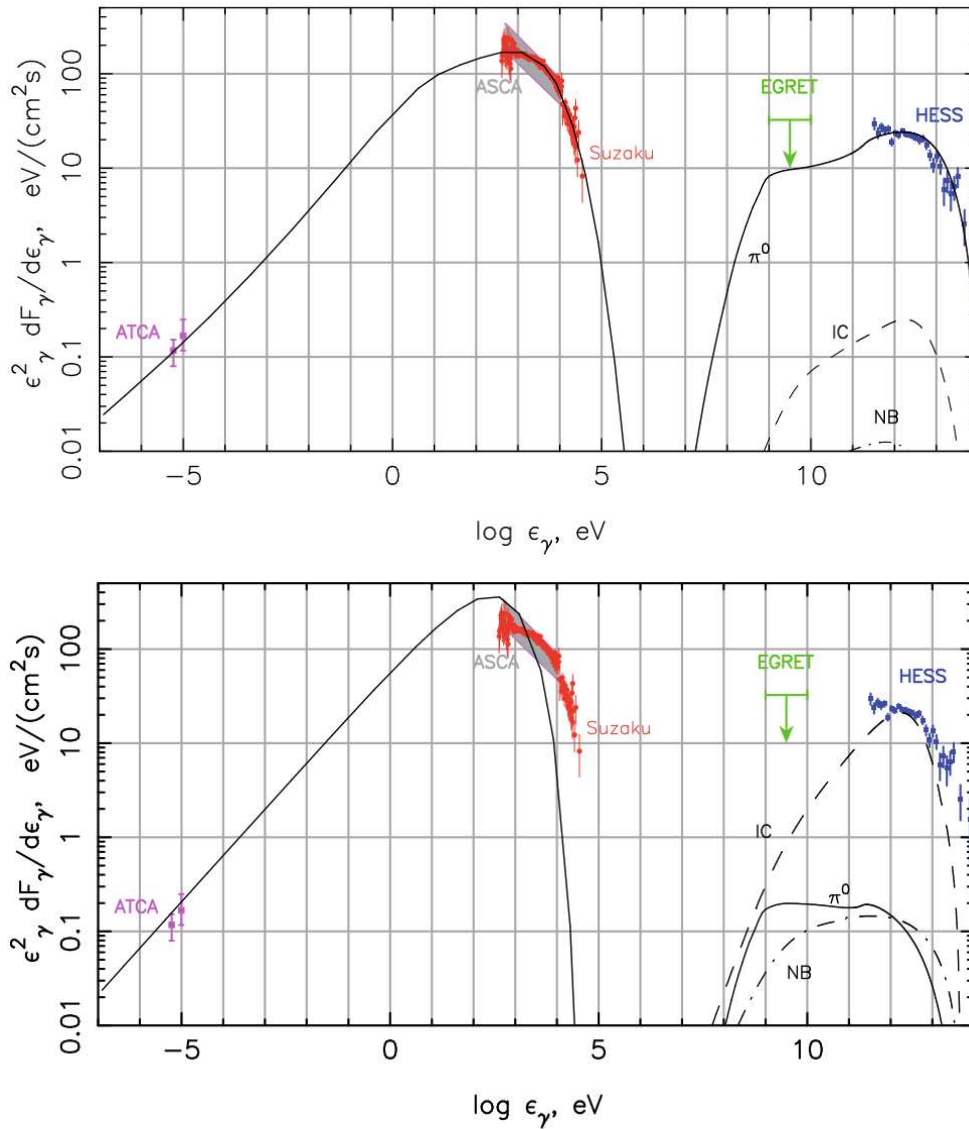 100
10
1
0.1
0.01
ε²γ dFγ/dεγ, eV/(cm²s)
ASCA
Suzaku
EGRET
HESS
π⁰
ATCA
IC
NB
−5
0
5
10
log εγ, eV
100
10
1
0.1
0.01
ε²γ dFγ/dεγ, eV/(cm²s)
ASCA
Suzaku
EGRET
HESS
IC
π⁰
ATCA
NB
−5
0
5
10
log εγ, eV